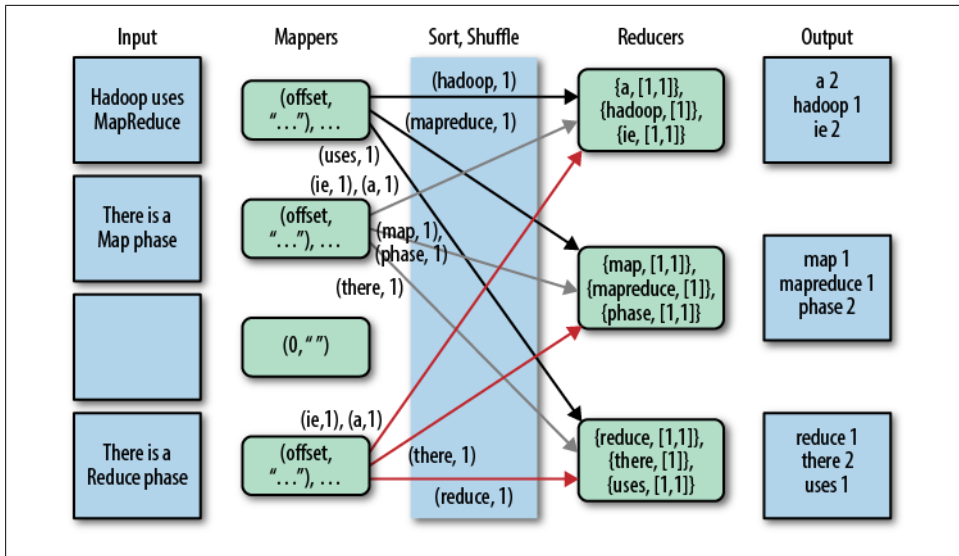 Input
Mappers
Sort, Shuffle
Reducers
Output
Hadoop uses
MapReduce
(offset,
“…”), …
(hadoop, 1)
(mapreduce, 1)
(uses, 1)
{a, [1,1]},
{hadoop, [1]},
{ie, [1,1]}
a 2
hadoop 1
ie 2
There is a
Map phase
(ie, 1), (a, 1)
(offset,
“…”), …
(map, 1),
(phase, 1)
(there, 1)
{map, [1,1]},
{mapreduce, [1]},
{phase, [1,1]}
map 1
mapreduce 1
phase 2
(0, “ ”)
There is a
Reduce phase
(ie,1), (a,1)
(offset,
“…”), …
(there, 1)
(reduce, 1)
{reduce, [1,1]},
{there, [1]},
{uses, [1,1]}
reduce 1
there 2
uses 1